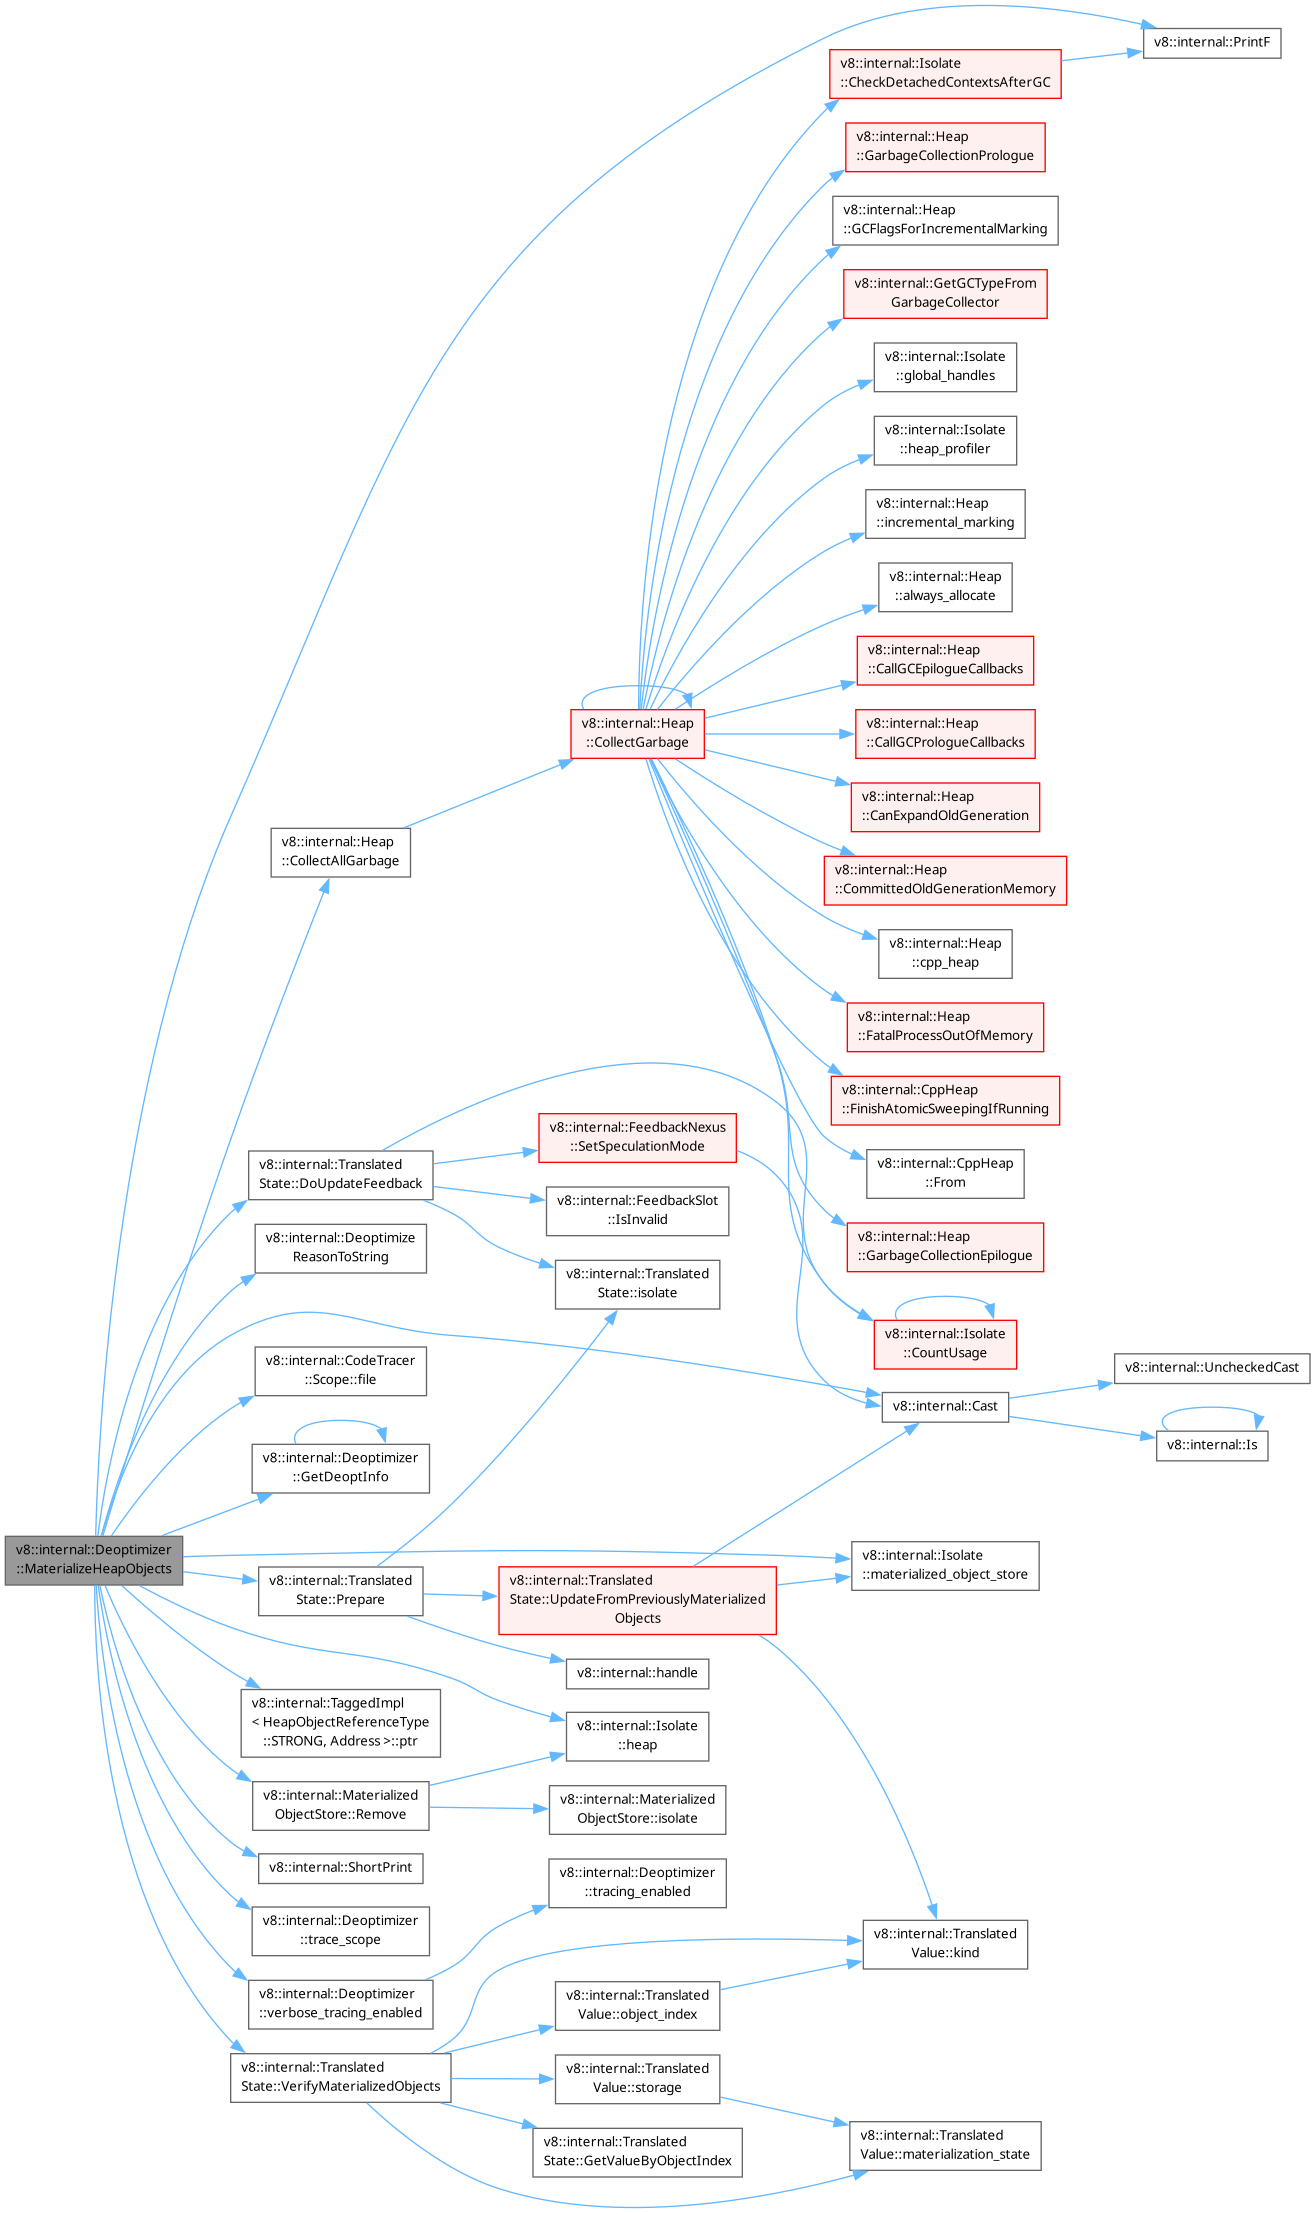 v8::internal::PrintF
v8::internal::Isolate
::CheckDetachedContextsAfterGC
v8::internal::Heap
::GarbageCollectionPrologue
v8::internal::Heap
::GCFlagsForIncrementalMarking
v8::internal::GetGCTypeFrom
GarbageCollector
v8::internal::Isolate
::global_handles
v8::internal::Isolate
::heap_profiler
v8::internal::Heap
::incremental_marking
v8::internal::Heap
::always_allocate
v8::internal::Heap
::CallGCEpilogueCallbacks
v8::internal::Heap
::CollectGarbage
v8::internal::Heap
::CallGCPrologueCallbacks
v8::internal::Heap
::CanExpandOldGeneration
v8::internal::Heap
::CollectAllGarbage
v8::internal::Heap
::CommittedOldGenerationMemory
v8::internal::Heap
::cpp_heap
v8::internal::Heap
::FatalProcessOutOfMemory
v8::internal::CppHeap
::FinishAtomicSweepingIfRunning
v8::internal::FeedbackNexus
::SetSpeculationMode
v8::internal::Translated
State::DoUpdateFeedback
v8::internal::CppHeap
::From
v8::internal::FeedbackSlot
::IsInvalid
v8::internal::Deoptimize
ReasonToString
v8::internal::Heap
::GarbageCollectionEpilogue
v8::internal::Translated
State::isolate
v8::internal::Isolate
::CountUsage
v8::internal::CodeTracer
::Scope::file
v8::internal::UncheckedCast
v8::internal::Cast
v8::internal::Is
v8::internal::Deoptimizer
::GetDeoptInfo
v8::internal::Deoptimizer
::MaterializeHeapObjects
v8::internal::Isolate
::materialized_object_store
v8::internal::Translated
State::Prepare
v8::internal::Translated
State::UpdateFromPreviouslyMaterialized
Objects
v8::internal::handle
v8::internal::TaggedImpl
< HeapObjectReferenceType
::STRONG, Address >::ptr
v8::internal::Isolate
::heap
v8::internal::Materialized
ObjectStore::Remove
v8::internal::Materialized
ObjectStore::isolate
v8::internal::ShortPrint
v8::internal::Deoptimizer
::tracing_enabled
v8::internal::Deoptimizer
::trace_scope
v8::internal::Translated
Value::kind
v8::internal::Deoptimizer
::verbose_tracing_enabled
v8::internal::Translated
Value::object_index
v8::internal::Translated
State::VerifyMaterializedObjects
v8::internal::Translated
Value::storage
v8::internal::Translated
State::GetValueByObjectIndex
v8::internal::Translated
Value::materialization_state